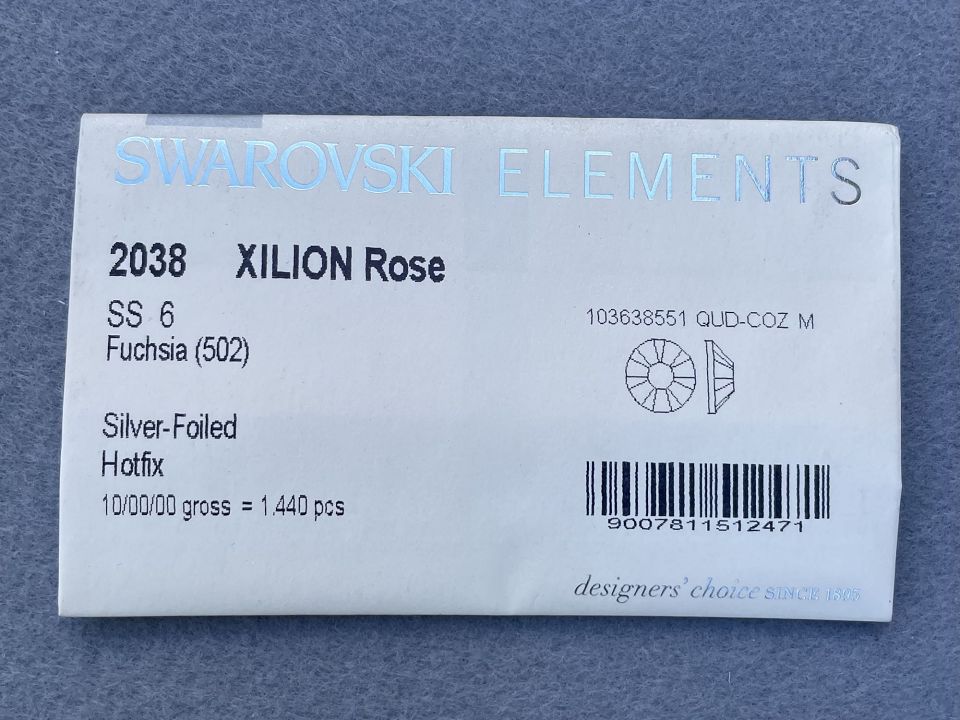 SWAROVSKI ELEMENTS
2038 XILION Rose
SS 6
Fuchsia (502)
103638551 QUD-COZ M
Silver-Foiled
Hotfix
10/00/00 gross = 1.440 pcs
9007811512471
designers' choice SINCE 1895